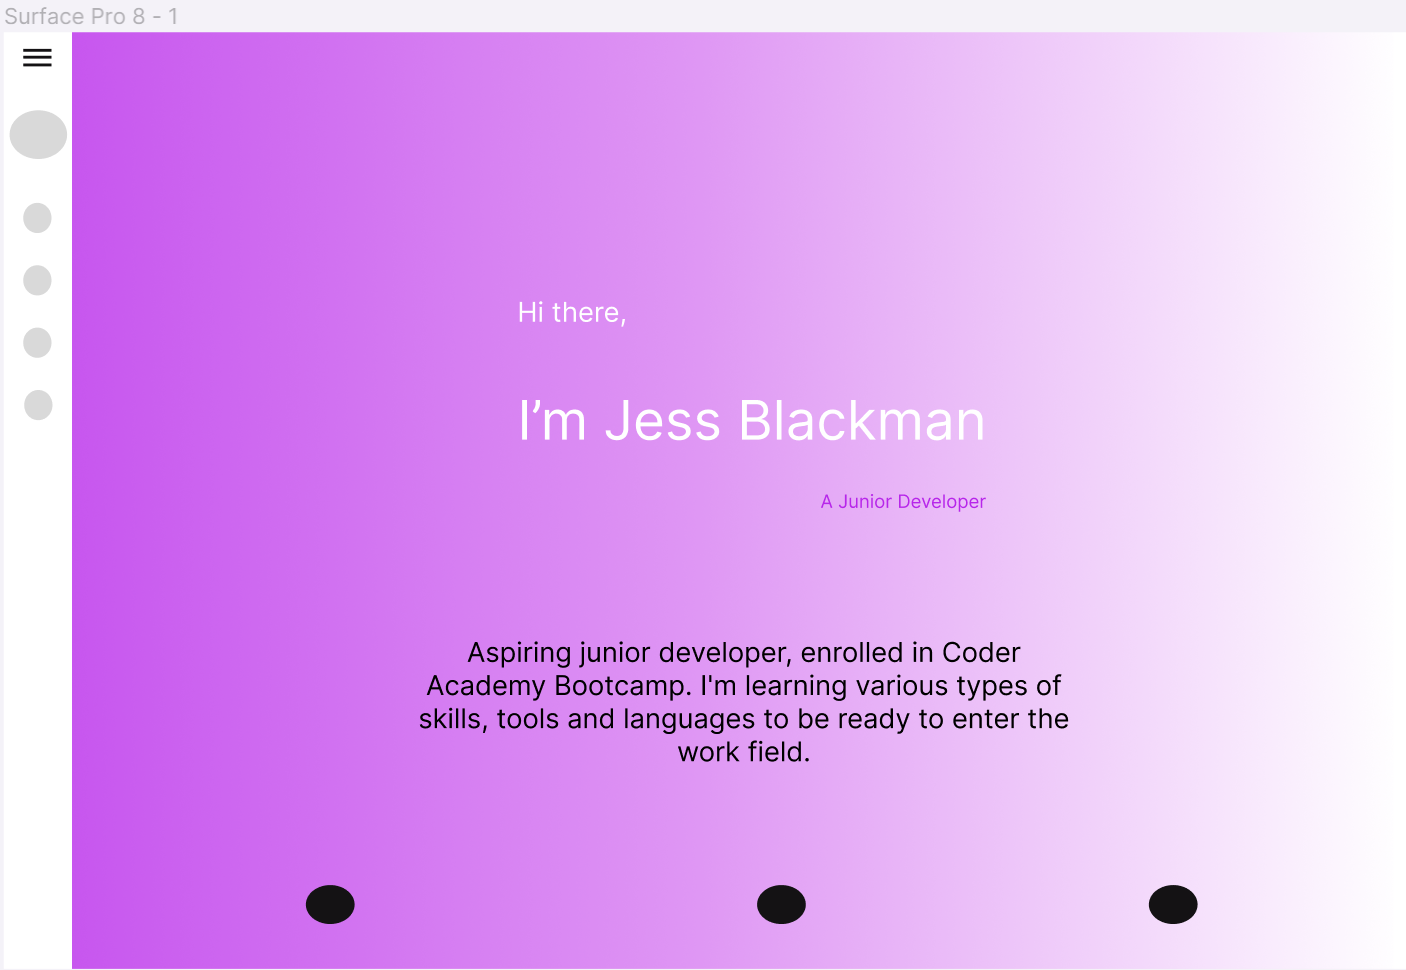 Surface Pro 8 - 1
Hi there,
I’m Jess Blackman
A Junior Developer
Aspiring junior developer, enrolled in Coder
Academy Bootcamp. I'm learning various types of
skills, tools and languages to be ready to enter the
work field.